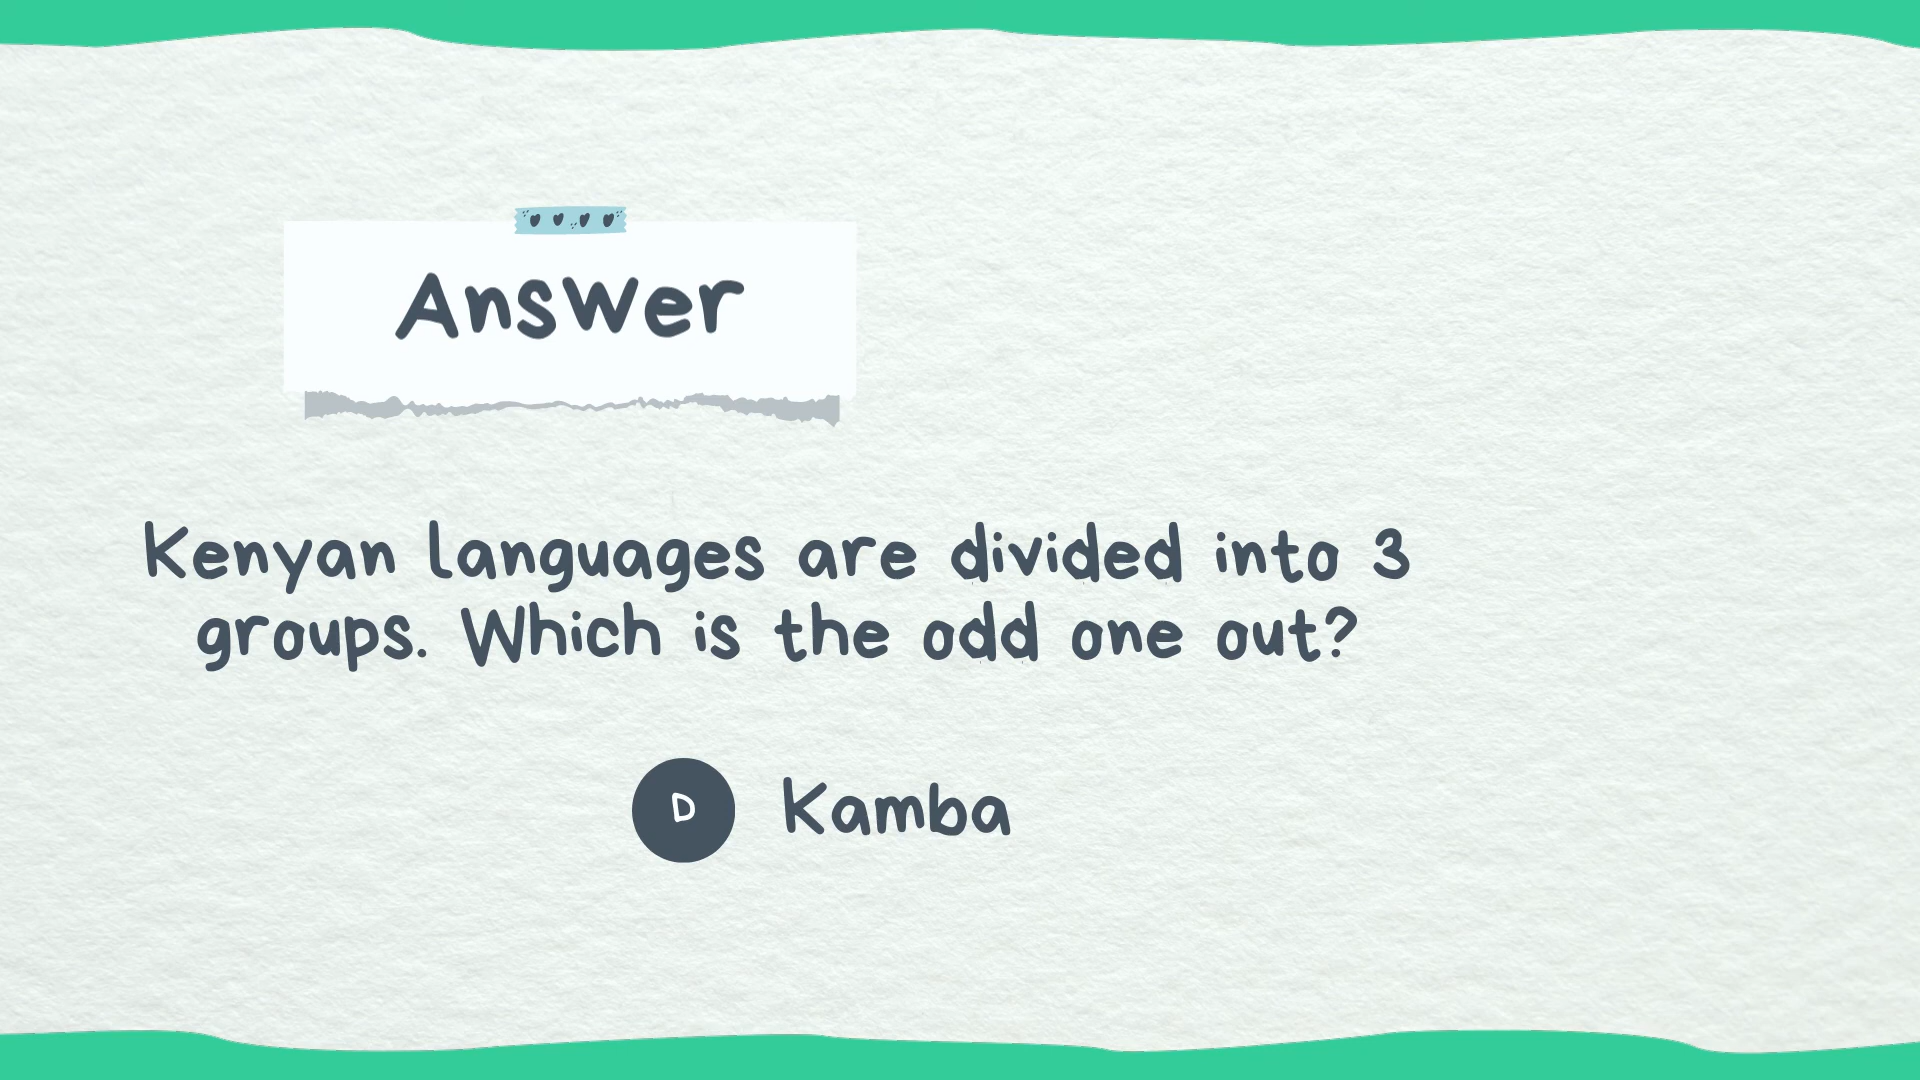 Answer
Kenyan languages are divided into 3
groups. Which is the odd one out?
D Kamba